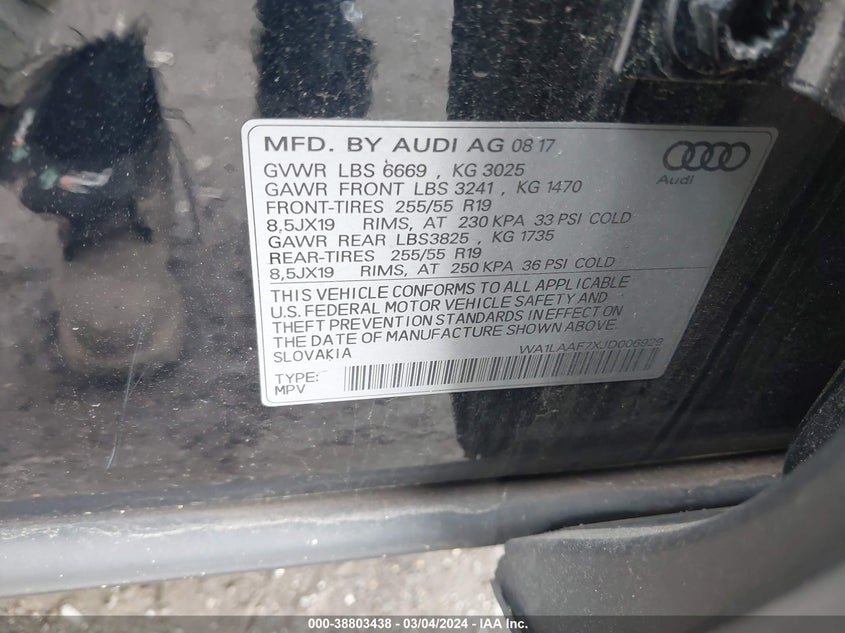 MFD. BY AUDI AG 08 17
GVWR LBS 6669 , KG 3025
GAWR FRONT LBS 3241 , KG 1470
FRONT-TIRES 255/55 R19
8,5JX19 RIMS, AT 230 KPA 33 PSI COLD
GAWR REAR LBS3825 , KG 1735
REAR-TIRES 255/55 R19
8,5JX19 RIMS, AT 250 KPA 36 PSI COLD
Audi
THIS VEHICLE CONFORMS TO ALL APPLICABLE
U.S. FEDERAL MOTOR VEHICLE SAFETY AND
THEFT PREVENTION STANDARDS IN EFFECT ON
THE DATE OF MANUFACTURE SHOWN ABOVE.
SLOVAKIA
WA1LAAF7XJD006929
TYPE:
MPV
000-38803438 - 03/04/2024 - IAA Inc.